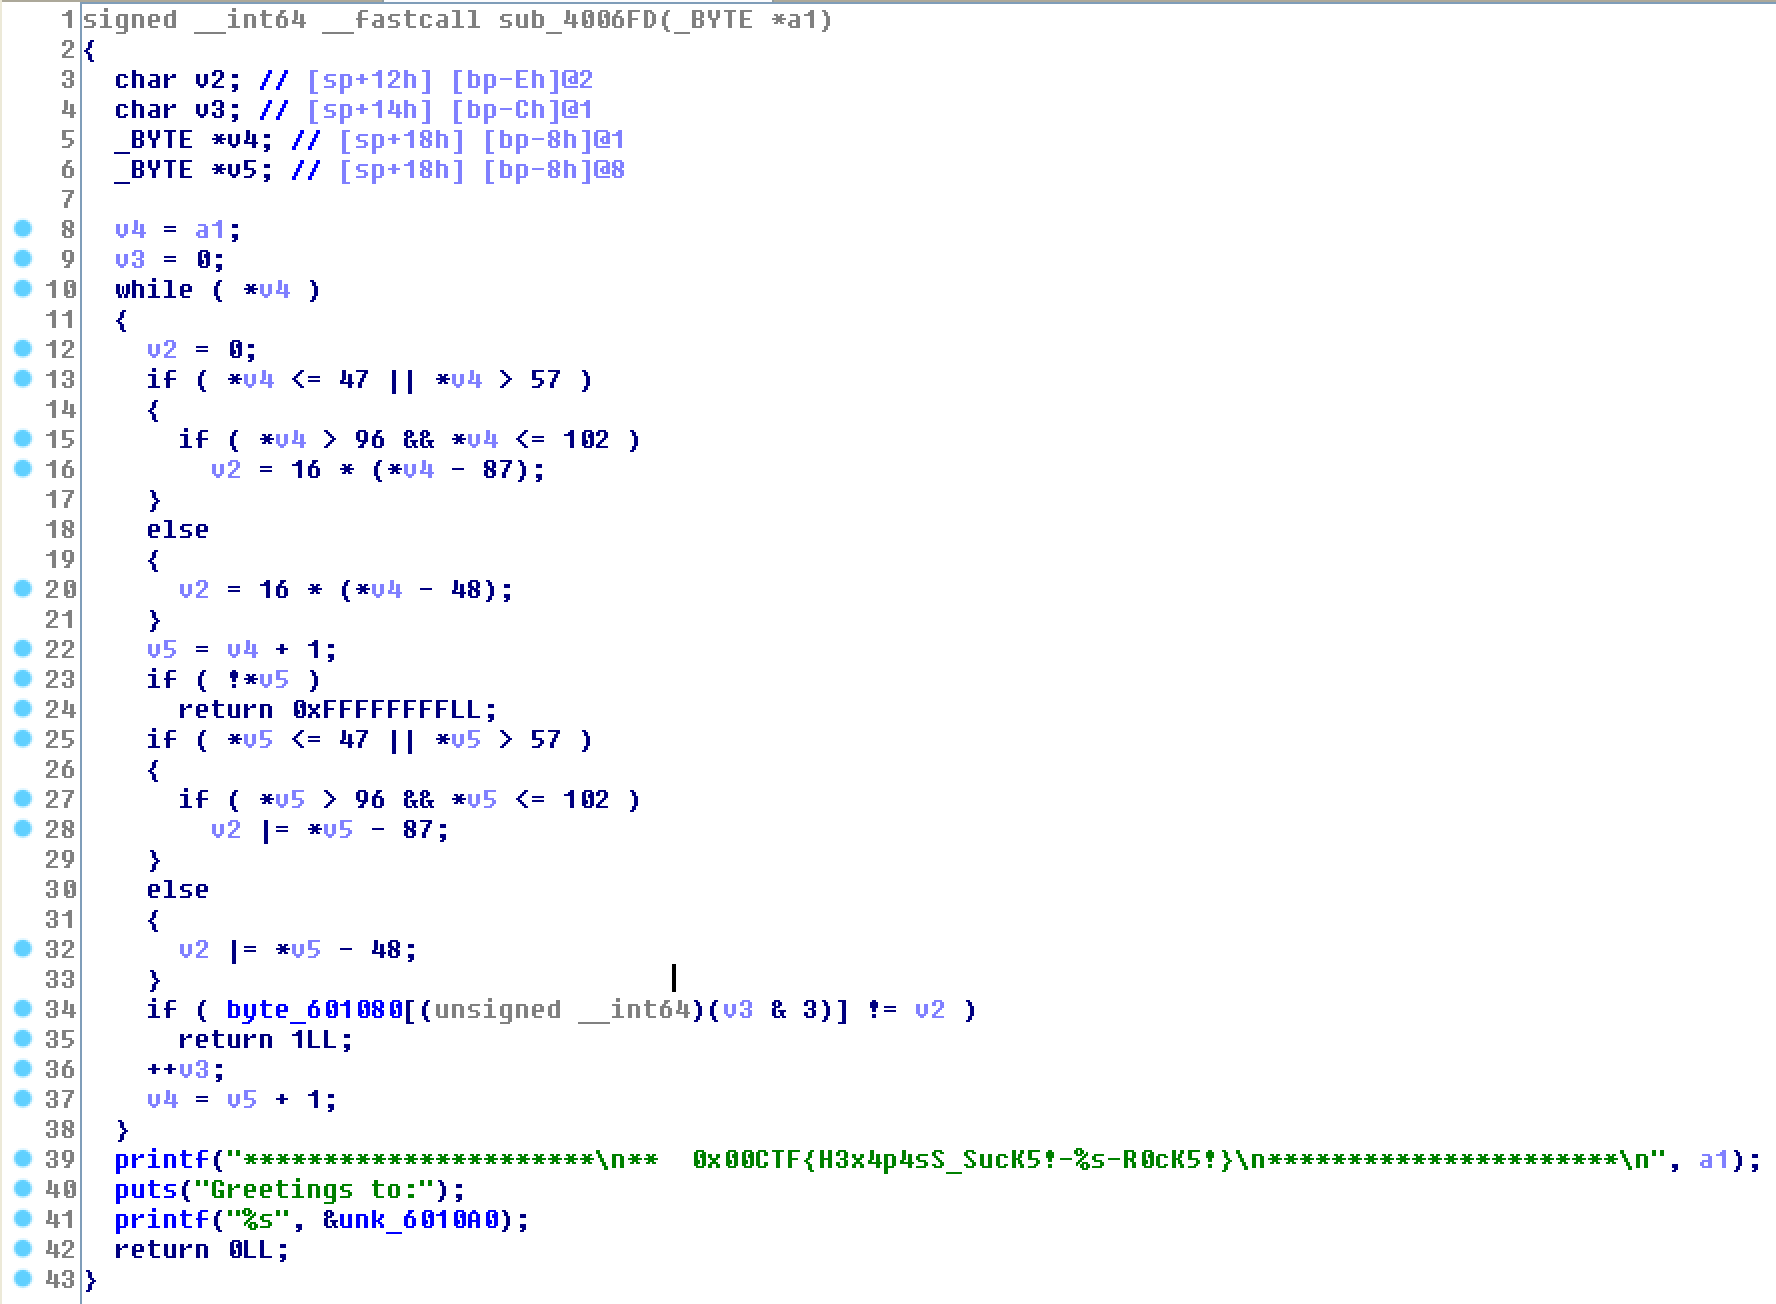 1 signed __int64 __fastcall sub_4006FD(_BYTE *a1)
2 {
3   char v2; // [sp+12h] [bp-Eh]@2
4   char v3; // [sp+14h] [bp-Ch]@1
5   _BYTE *v4; // [sp+18h] [bp-8h]@1
6   _BYTE *v5; // [sp+18h] [bp-8h]@8
7
8   v4 = a1;
9   v3 = 0;
10   while ( *v4 )
11   {
12     v2 = 0;
13     if ( *v4 <= 47 || *v4 > 57 )
14     {
15       if ( *v4 > 96 && *v4 <= 102 )
16         v2 = 16 * (*v4 - 87);
17     }
18     else
19     {
20       v2 = 16 * (*v4 - 48);
21     }
22     v5 = v4 + 1;
23     if ( !*v5 )
24       return 0xFFFFFFFFLL;
25     if ( *v5 <= 47 || *v5 > 57 )
26     {
27       if ( *v5 > 96 && *v5 <= 102 )
28         v2 |= *v5 - 87;
29     }
30     else
31     {
32       v2 |= *v5 - 48;
33     }
34     if ( byte_601080[(unsigned __int64)(v3 & 3)] != v2 )
35       return 1LL;
36     ++v3;
37     v4 = v5 + 1;
38   }
39   printf("**********************\n**  0x00CTF{H3x4p4sS_SucK5!-%s-R0cK5!}\n**********************\n", a1);
40   puts("Greetings to:");
41   printf("%s", &unk_6010A0);
42   return 0LL;
43 }